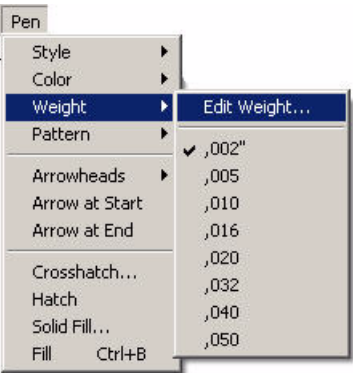 Pen
Style
Color
Weight
Pattern
Arrowheads
Arrow at Start
Arrow at End
Crosshatch...
Hatch
Solid Fill...
Fill Ctrl+B
Edit Weight...
,002"
,005
,010
,016
,020
,032
,040
,050